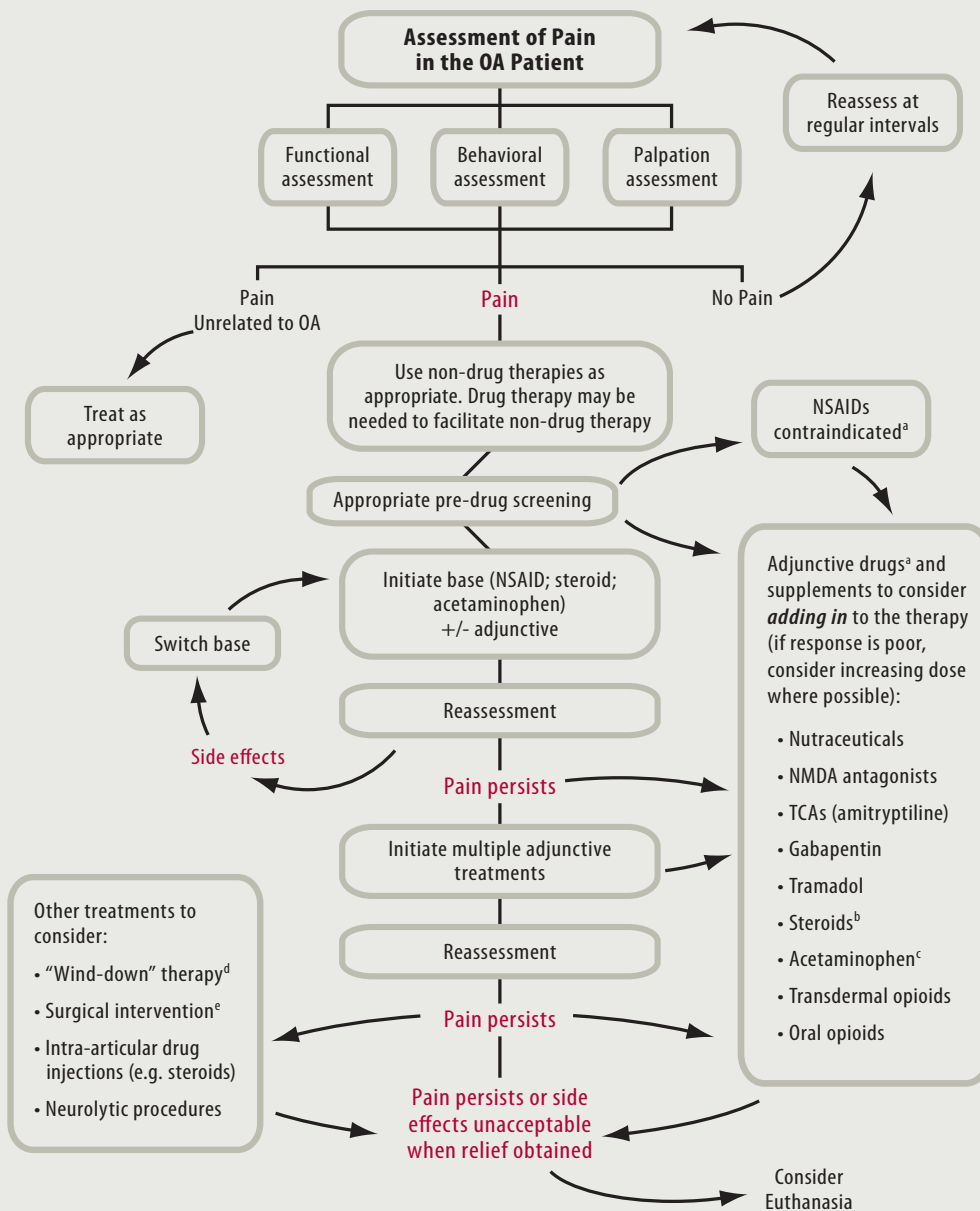 Assessment of Pain
in the OA Patient
Reassess at
regular intervals
Functional
assessment
Behavioral
assessment
Palpation
assessment
Pain
Unrelated to OA
Pain
No Pain
Treat as
appropriate
Use non-drug therapies as
appropriate. Drug therapy may be
needed to facilitate non-drug therapy
NSAIDs
contraindicatedᵃ
Appropriate pre-drug screening
Initiate base (NSAID; steroid;
acetaminophen)
+/- adjunctive
Switch base
Reassessment
Side effects
Pain persists
Initiate multiple adjunctive
treatments
Reassessment
Pain persists
Adjunctive drugsᵃ and
supplements to consider
adding in to the therapy
(if response is poor,
consider increasing dose
where possible):
• Nutraceuticals
• NMDA antagonists
• TCAs (amitryptiline)
• Gabapentin
• Tramadol
• Steroidsᵇ
• Acetaminophenᶜ
• Transdermal opioids
• Oral opioids
Other treatments to
consider:
• “Wind-down” therapyᵈ
• Surgical interventionᵉ
• Intra-articular drug
injections (e.g. steroids)
• Neurolytic procedures
Pain persists or side
effects unacceptable
when relief obtained
Consider
Euthanasia